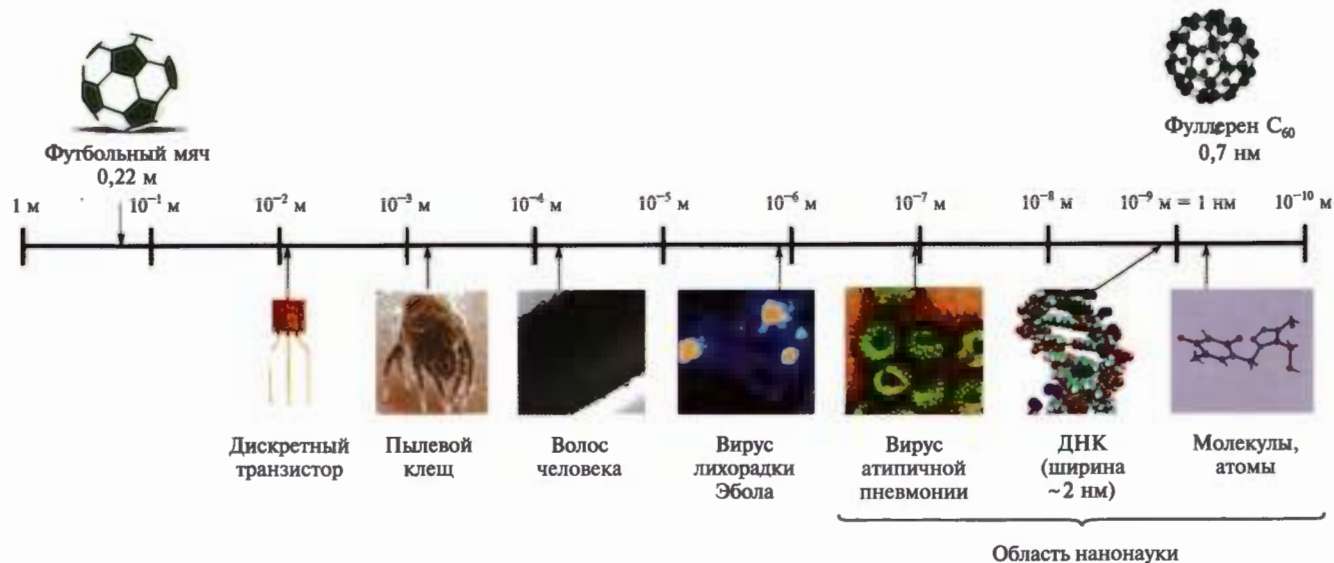 Футбольный мяч
0,22 м
Фуллерен C₆₀
0,7 нм
1 м 10⁻¹ м 10⁻² м 10⁻³ м 10⁻⁴ м 10⁻⁵ м 10⁻⁶ м 10⁻⁷ м 10⁻⁸ м 10⁻⁹ м = 1 нм 10⁻¹⁰ м
Дискретный
транзистор
Пылевой
клещ
Волос
человека
Вирус
лихорадки
Эбола
Вирус
атипичной
пневмонии
ДНК
(ширина
~2 нм)
Молекулы,
атомы
Область нанонауки